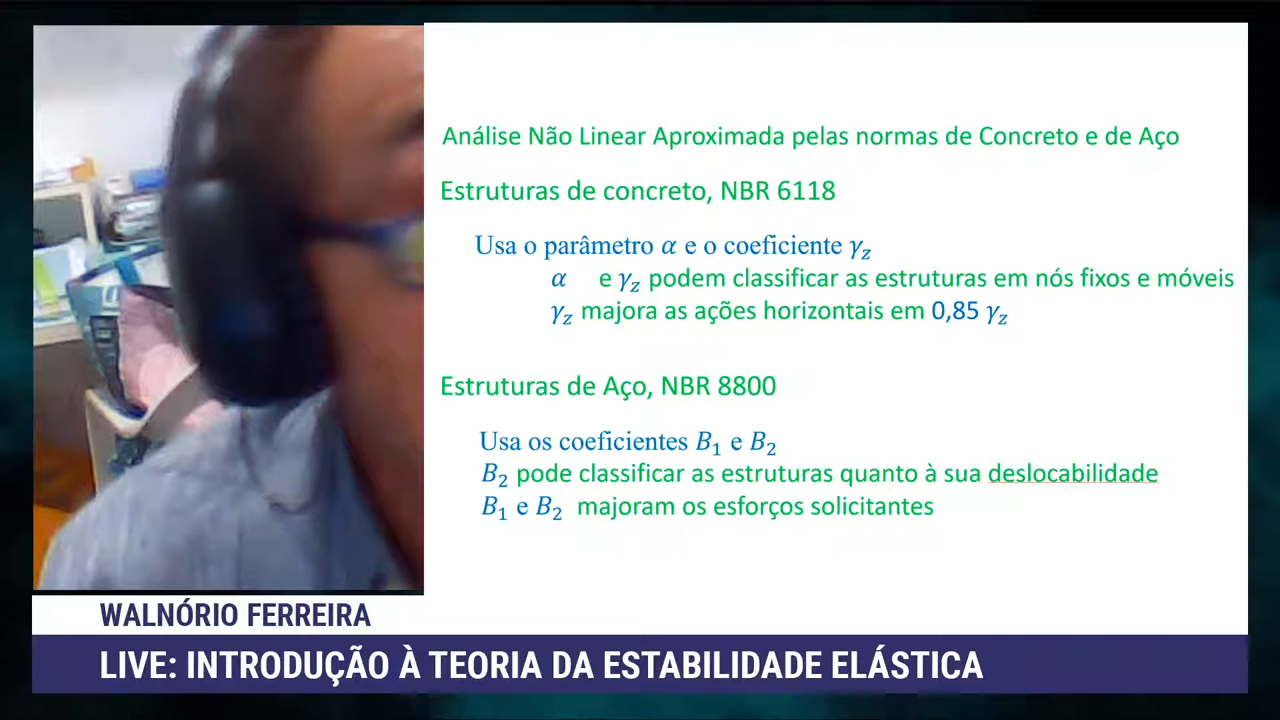 Análise Não Linear Aproximada pelas normas de Concreto e de Aço
Estruturas de concreto, NBR 6118
Usa o parâmetro α e o coeficiente γz
α e γz podem classificar as estruturas em nós fixos e móveis
γz majora as ações horizontais em 0,85 γz
Estruturas de Aço, NBR 8800
Usa os coeficientes B1 e B2
B2 pode classificar as estruturas quanto à sua deslocabilidade
B1 e B2 majoram os esforços solicitantes
WALNÓRIO FERREIRA
LIVE: INTRODUÇÃO À TEORIA DA ESTABILIDADE ELÁSTICA